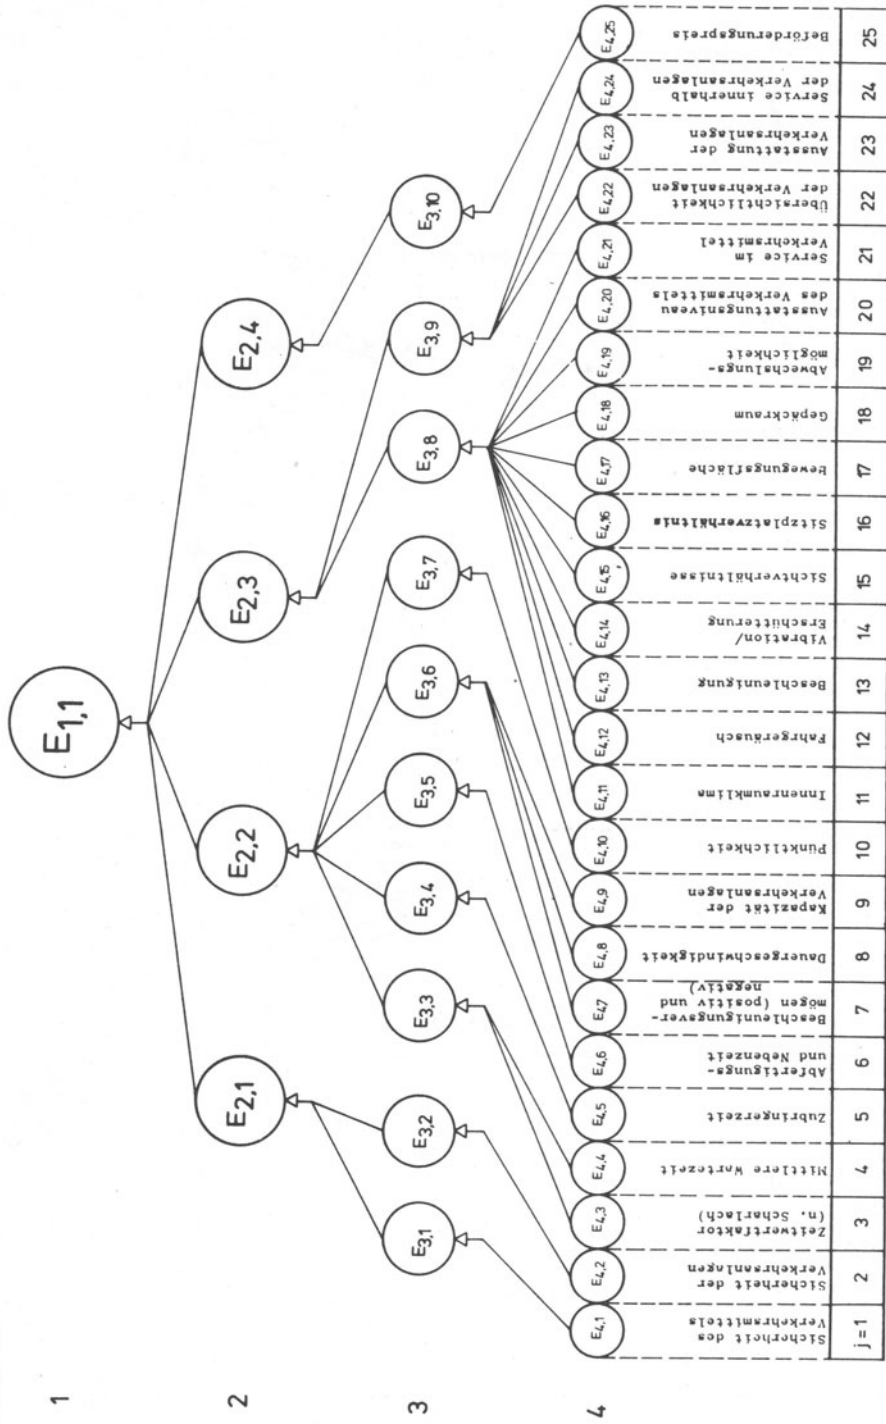 1
E1,1
2
E2,1
E2,2
E2,3
E2,4
3
E3,1
E3,2
E3,3
E3,4
E3,5
E3,6
E3,7
E3,8
E3,9
E3,10
4
E4,1
E4,2
E4,3
E4,4
E4,5
E4,6
E4,7
E4,8
E4,9
E4,10
E4,11
E4,12
E4,13
E4,14
E4,15
E4,16
E4,17
E4,18
E4,19
E4,20
E4,21
E4,22
E4,23
E4,24
E4,25
Sicherheit des
Verkehrsmittels
Sicherheit der
Verkehrsanlagen
Zeitwertfaktor
(n. Scharlach)
Mittlere Wartezeit
Zubringerzeit
Abfertigungs-
und Nebenzeit
Beschleunigungsver-
mögen (positiv und
negativ)
Dauergeschwindigkeit
Kapazität der
Verkehrsanlagen
Pünktlichkeit
Innenraumklima
Fahrgeräusch
Beschleunigung
Vibration/
Erschütterung
Sichtverhältnisse
Sitzplatzverhältnis
Bewegungsfläche
Gepäckraum
Abwechslungs-
möglichkeit
Ausstattungsniveau
des Verkehrsmittels
Service im
Verkehrsmittel
Übersichtlichkeit
der Verkehrsanlagen
Ausstattung der
Verkehrsanlagen
Service innerhalb
der Verkehrsanlagen
Beförderungspreis
j=1
2
3
4
5
6
7
8
9
10
11
12
13
14
15
16
17
18
19
20
21
22
23
24
25